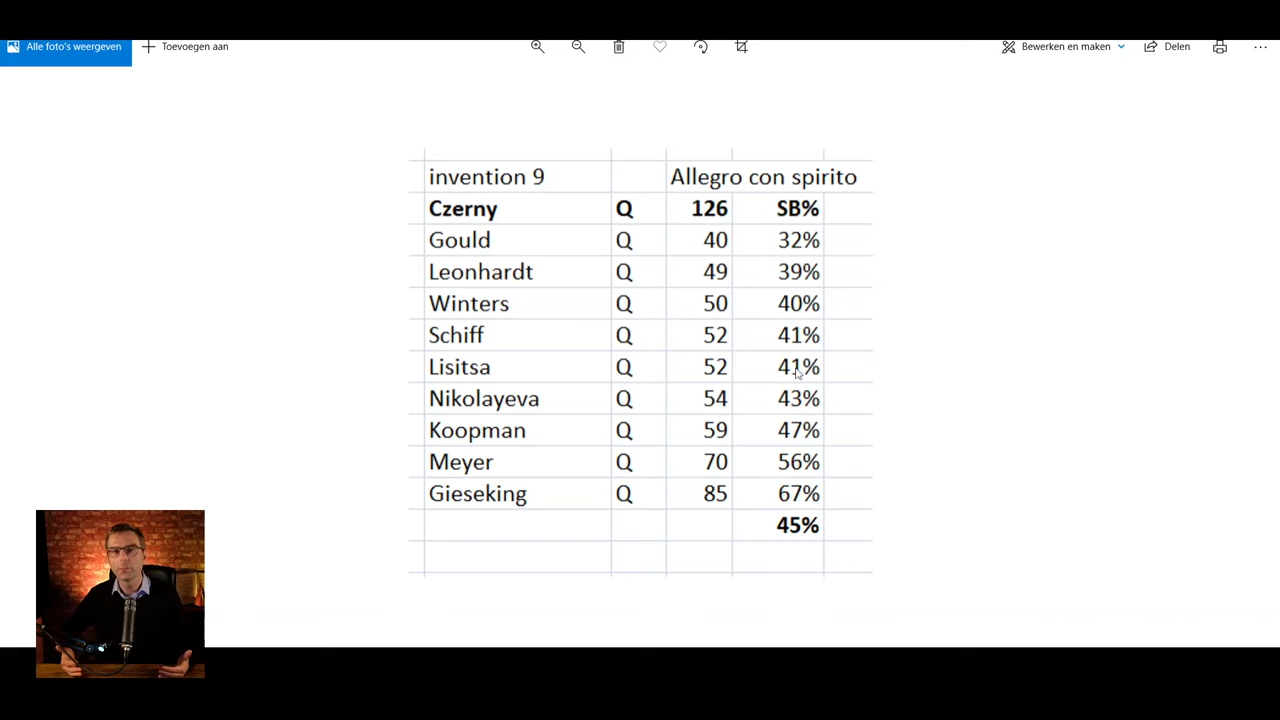 Alle foto's weergeven Toevoegen aan Bewerken en maken Delen
invention 9 Allegro con spirito
Czerny Q 126 SB%
Gould Q 40 32%
Leonhardt Q 49 39%
Winters Q 50 40%
Schiff Q 52 41%
Lisitsa Q 52 41%
Nikolayeva Q 54 43%
Koopman Q 59 47%
Meyer Q 70 56%
Gieseking Q 85 67%
45%